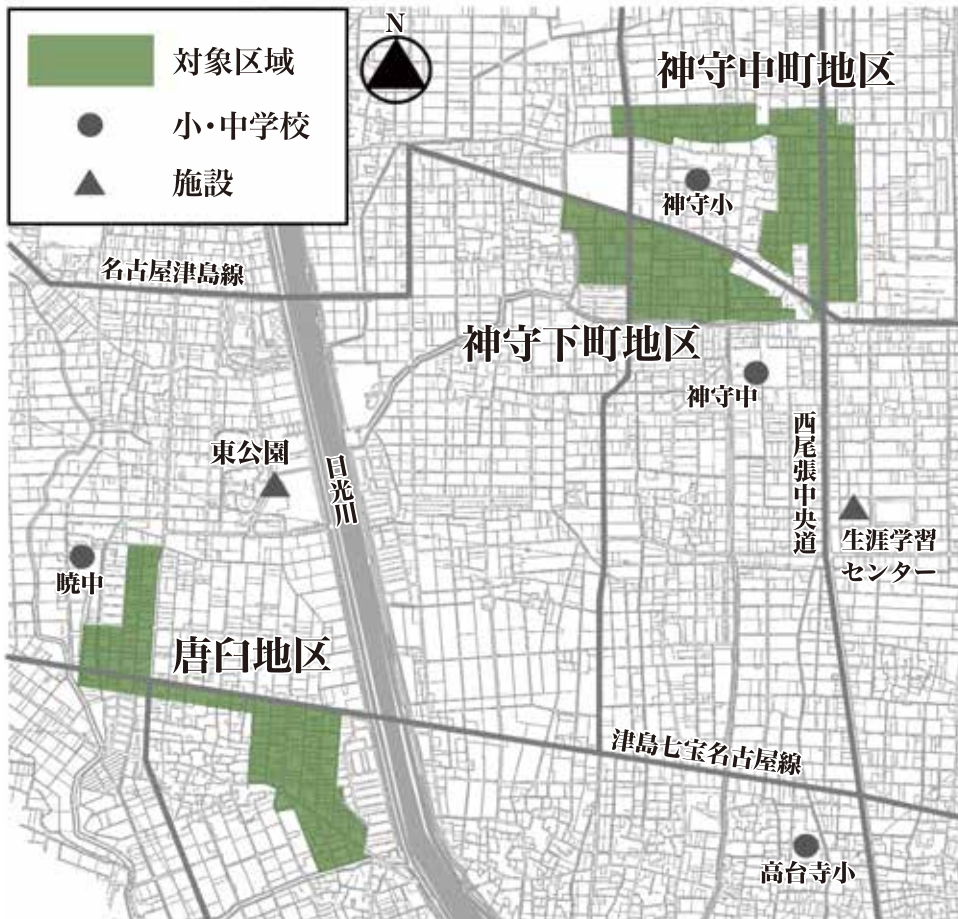 対象区域
小・中学校
施設
N
神守中町地区
神守小
名古屋津島線
神守下町地区
神守中
東公園
日光川
西尾張中央道
生涯学習
センター
暁中
唐臼地区
津島七宝名古屋線
高台寺小